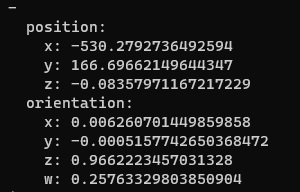 -
  position:
    x: -530.2792736492594
    y: 166.69662149644347
    z: -0.08357971167217229
  orientation:
    x: 0.006260701449859858
    y: -0.0005157742650368472
    z: 0.9662223457031328
    w: 0.25763329803850904